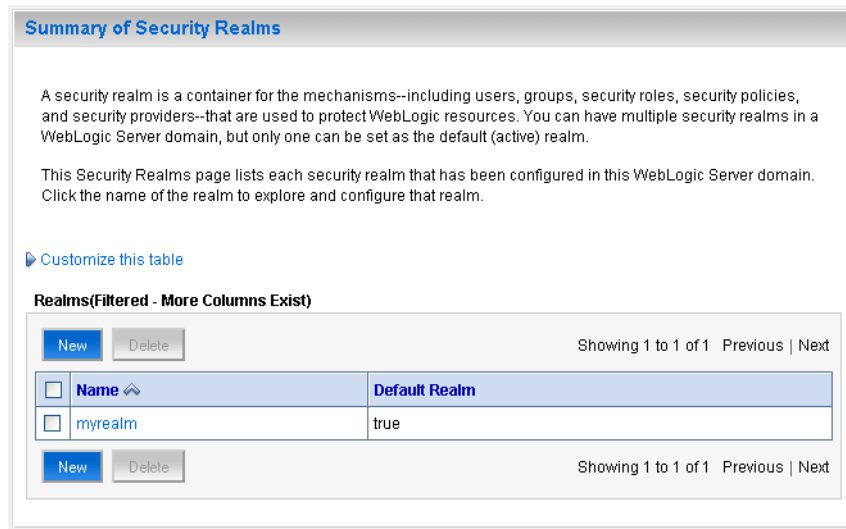 Summary of Security Realms
A security realm is a container for the mechanisms--including users, groups, security roles, security policies,
and security providers--that are used to protect WebLogic resources. You can have multiple security realms in a
WebLogic Server domain, but only one can be set as the default (active) realm.
This Security Realms page lists each security realm that has been configured in this WebLogic Server domain.
Click the name of the realm to explore and configure that realm.
Customize this table
Realms(Filtered - More Columns Exist)
New Delete Showing 1 to 1 of 1 Previous | Next
Name Default Realm
myrealm true
New Delete Showing 1 to 1 of 1 Previous | Next